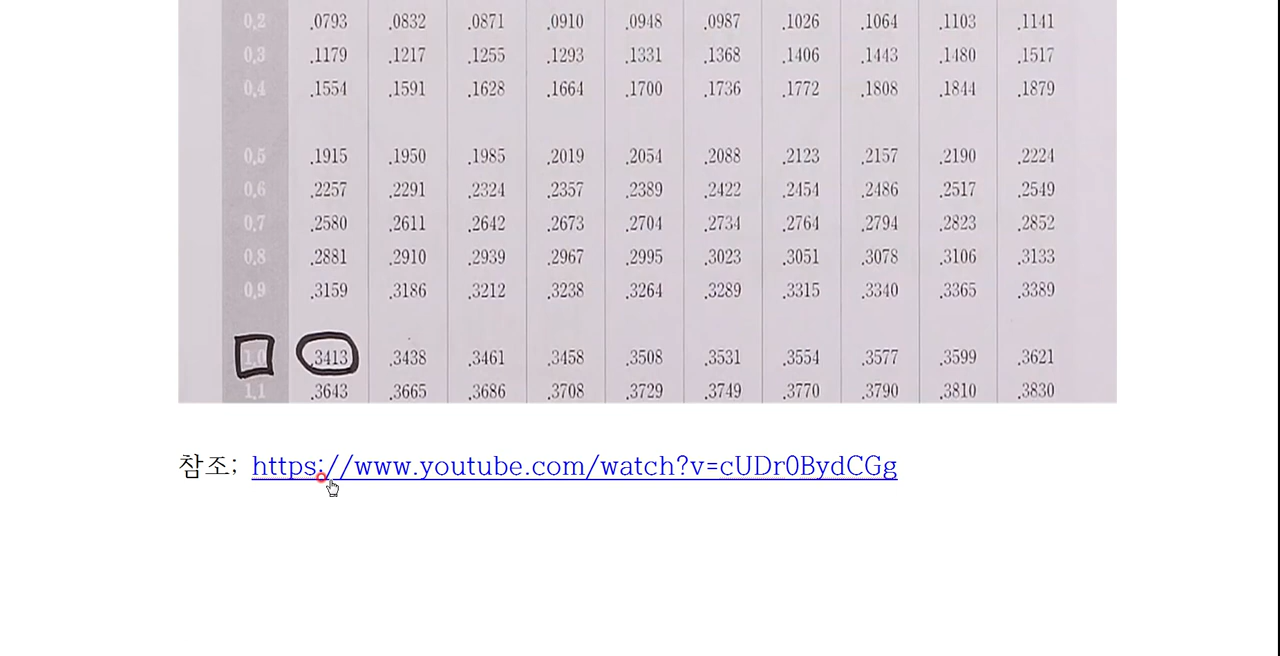 0.2 .0793 .0832 .0871 .0910 .0948 .0987 .1026 .1064 .1103 .1141
0.3 .1179 .1217 .1255 .1293 .1331 .1368 .1406 .1443 .1480 .1517
0.4 .1554 .1591 .1628 .1664 .1700 .1736 .1772 .1808 .1844 .1879
0.5 .1915 .1950 .1985 .2019 .2054 .2088 .2123 .2157 .2190 .2224
0.6 .2257 .2291 .2324 .2357 .2389 .2422 .2454 .2486 .2517 .2549
0.7 .2580 .2611 .2642 .2673 .2704 .2734 .2764 .2794 .2823 .2852
0.8 .2881 .2910 .2939 .2967 .2995 .3023 .3051 .3078 .3106 .3133
0.9 .3159 .3186 .3212 .3238 .3264 .3289 .3315 .3340 .3365 .3389
1.0 .3413 .3438 .3461 .3458 .3508 .3531 .3554 .3577 .3599 .3621
1.1 .3643 .3665 .3686 .3708 .3729 .3749 .3770 .3790 .3810 .3830
참조; https://www.youtube.com/watch?v=cUDr0BydCGg